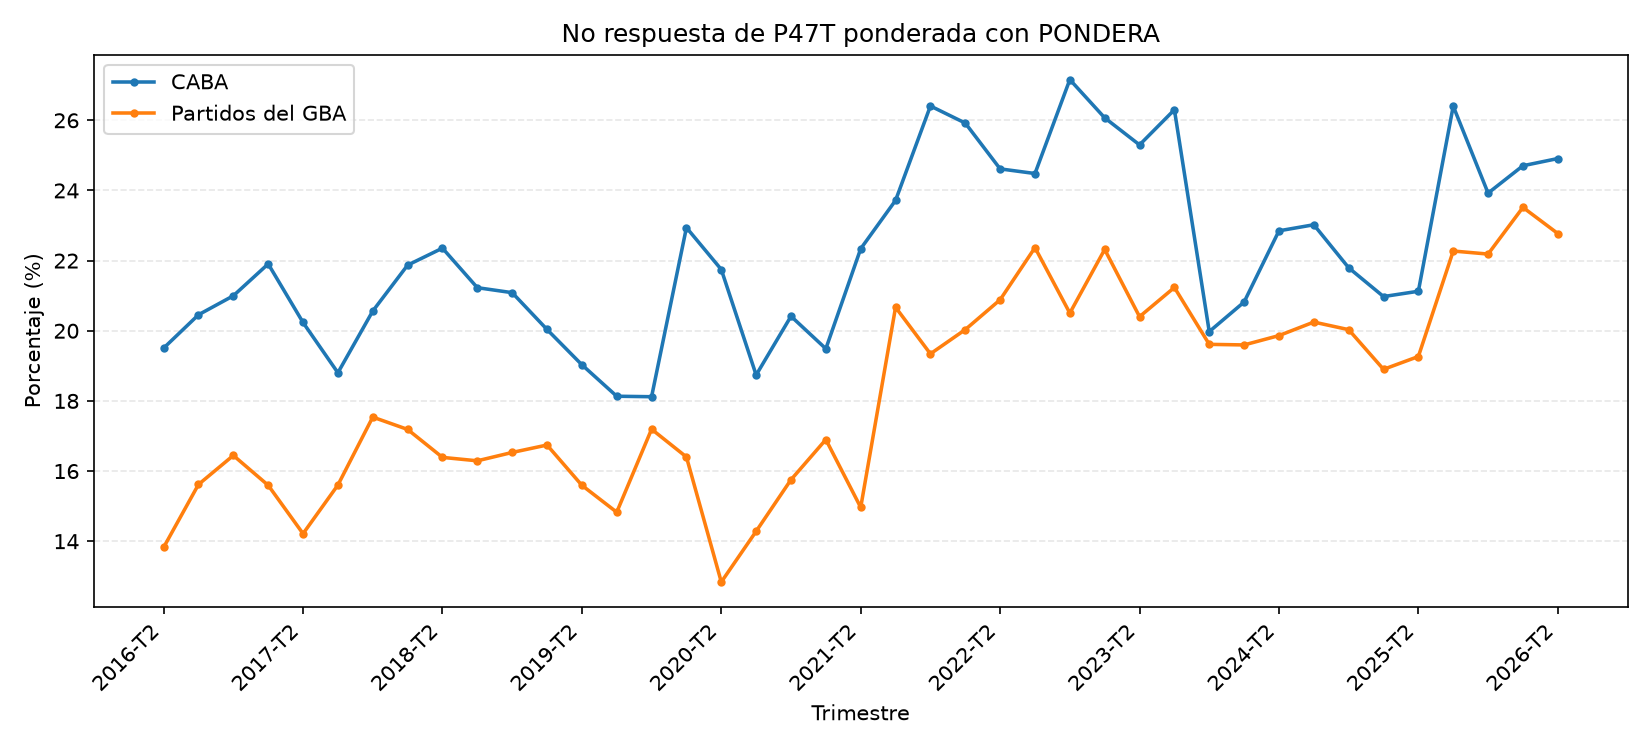 No respuesta de P47T ponderada con PONDERA
CABA
Partidos del GBA
Porcentaje (%)
26
24
22
20
18
16
14
2016-T2
2017-T2
2018-T2
2019-T2
2020-T2
2021-T2
2022-T2
2023-T2
2024-T2
2025-T2
2026-T2
Trimestre